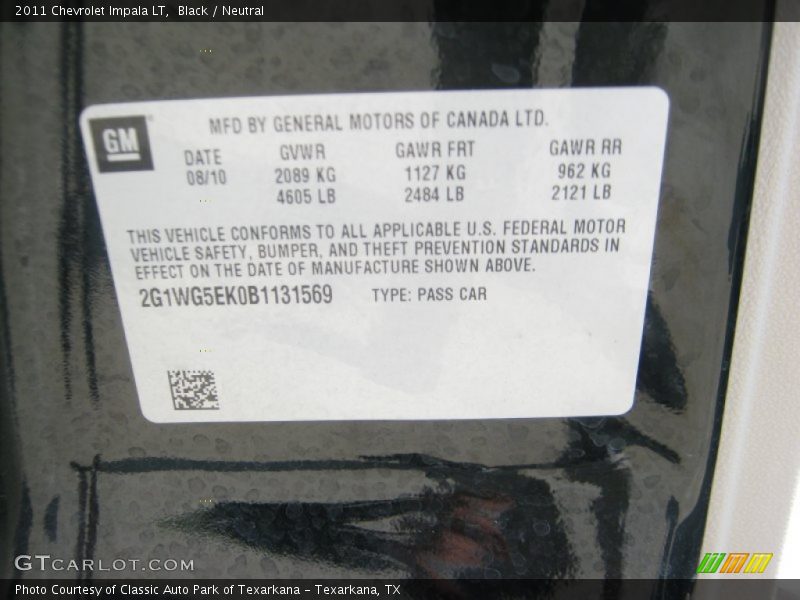 2011 Chevrolet Impala LT,  Black / Neutral
GM
MFD BY GENERAL MOTORS OF CANADA LTD.
DATE GVWR GAWR FRT GAWR RR
08/10 2089 KG 1127 KG 962 KG
4605 LB 2484 LB 2121 LB
THIS VEHICLE CONFORMS TO ALL APPLICABLE U.S. FEDERAL MOTOR
VEHICLE SAFETY, BUMPER, AND THEFT PREVENTION STANDARDS IN
EFFECT ON THE DATE OF MANUFACTURE SHOWN ABOVE.
2G1WG5EK0B1131569 TYPE: PASS CAR
GTCARLOT.COM
Photo Courtesy of Classic Auto Park of Texarkana - Texarkana, TX